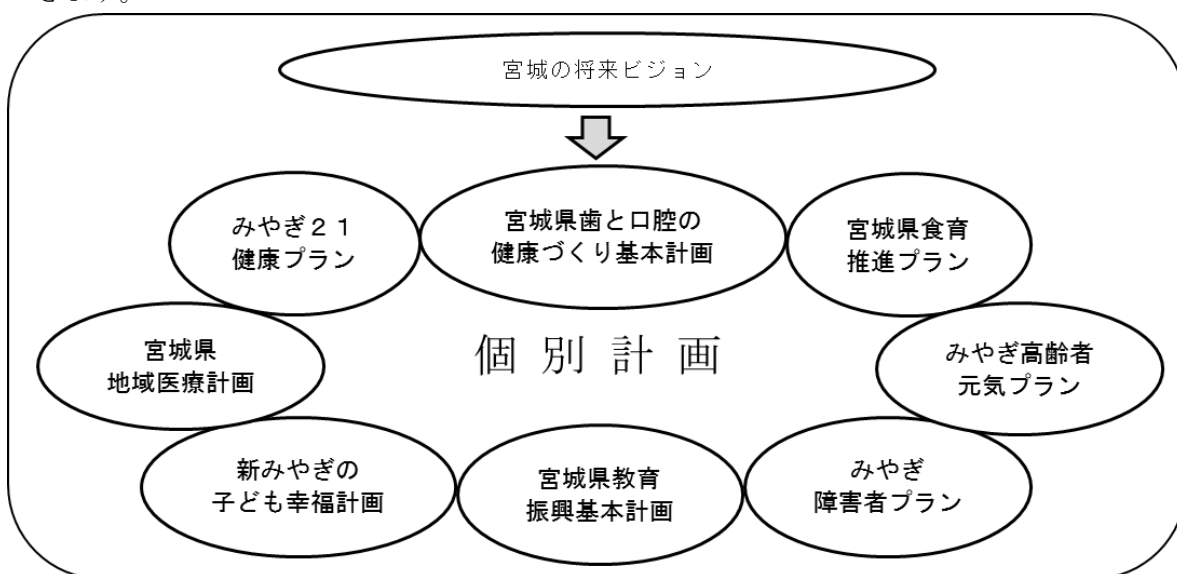 宮城の将来ビジョン
宮城県歯と口腔の
健康づくり基本計画
みやぎ２１
健康プラン
宮城県食育
推進プラン
個別計画
宮城県
地域医療計画
みやぎ高齢者
元気プラン
新みやぎの
子ども幸福計画
宮城県教育
振興基本計画
みやぎ
障害者プラン